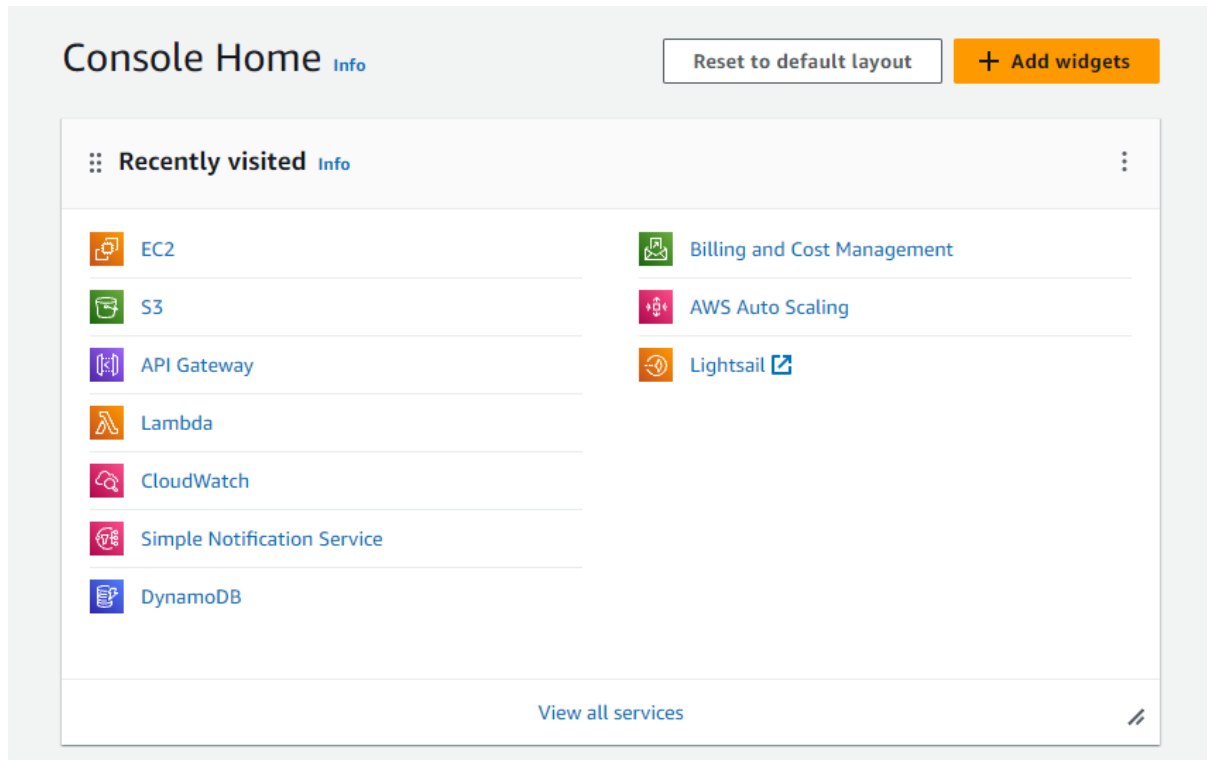 Console Home Info
Reset to default layout
+ Add widgets
Recently visited Info
EC2
S3
API Gateway
Lambda
CloudWatch
Simple Notification Service
DynamoDB
Billing and Cost Management
AWS Auto Scaling
Lightsail
View all services